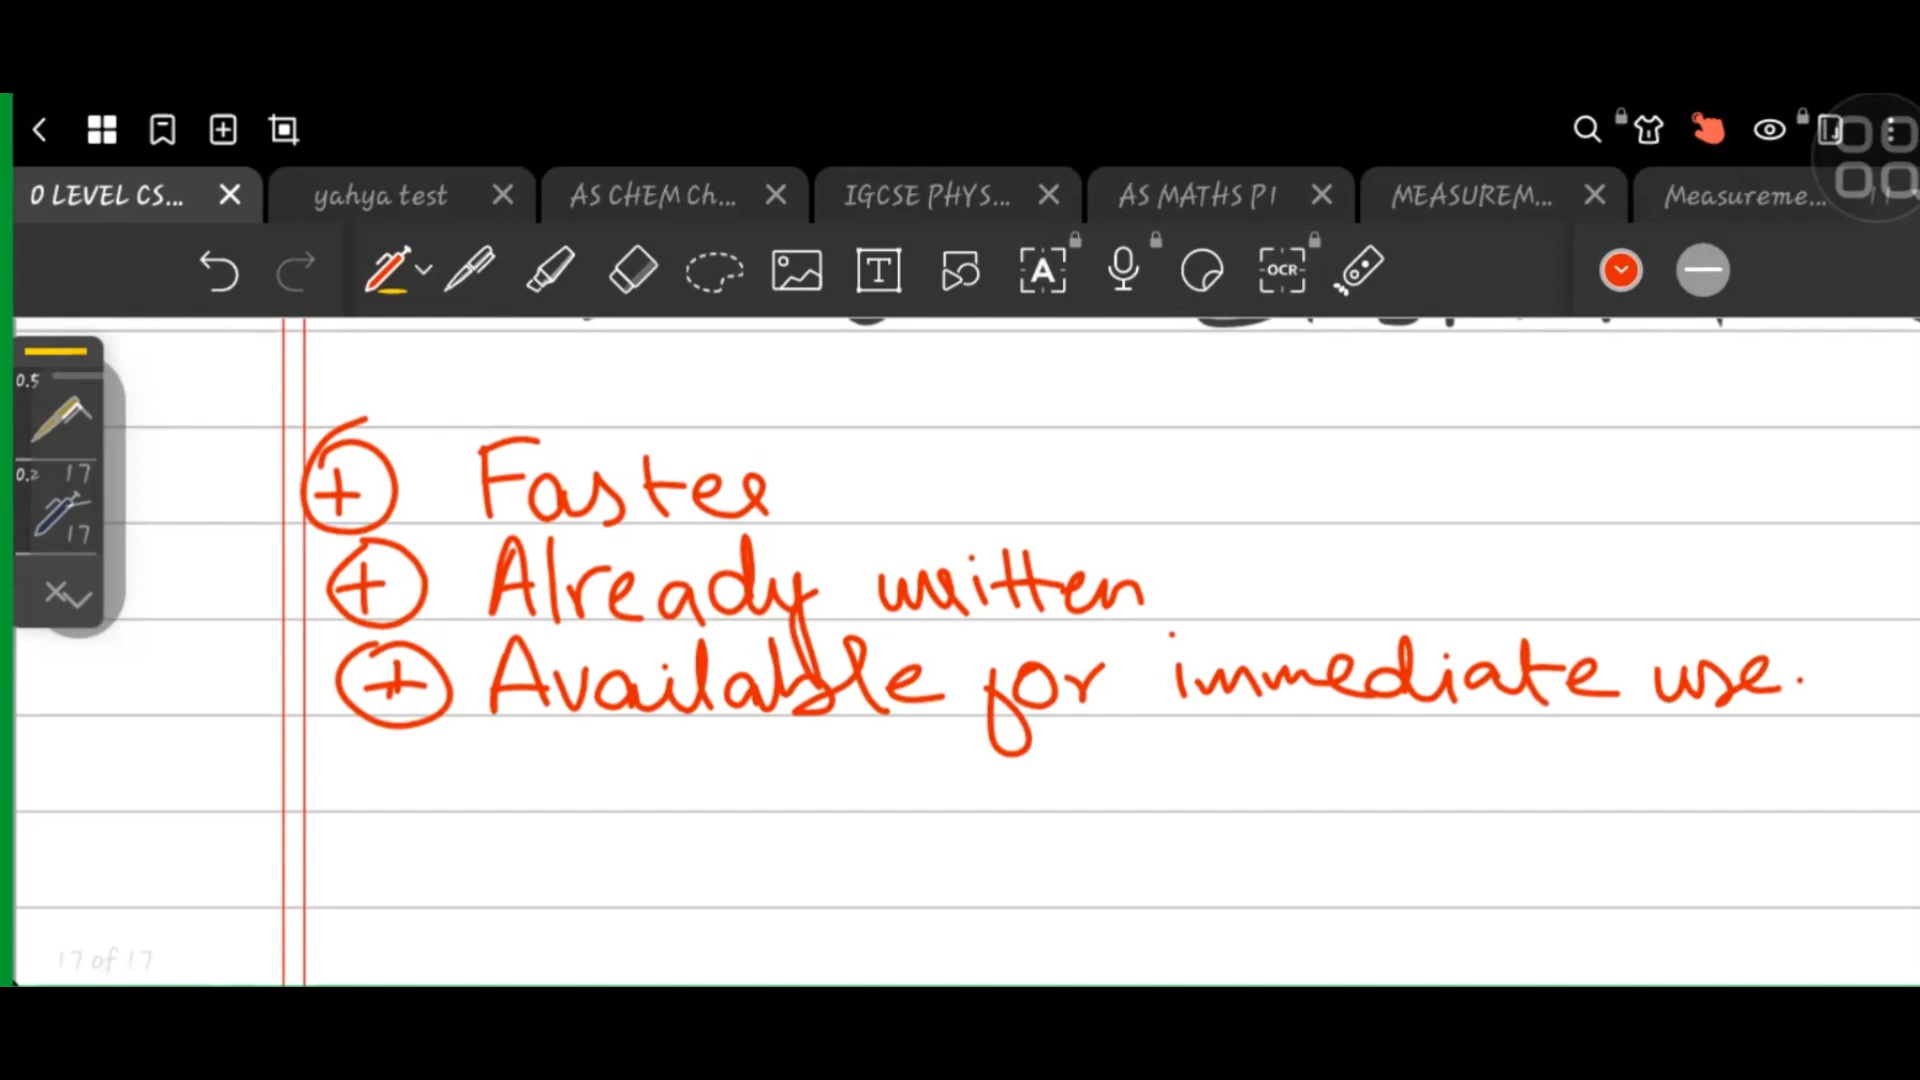 O LEVEL CS...
yahya test
AS CHEM Ch...
IGCSE PHYS...
AS MATHS P1
MEASUREM...
Measureme...
T
A
OCR
0.5
0.2 17
17
+ Faster
+ Already written
+ Available for immediate use.
17 of 17